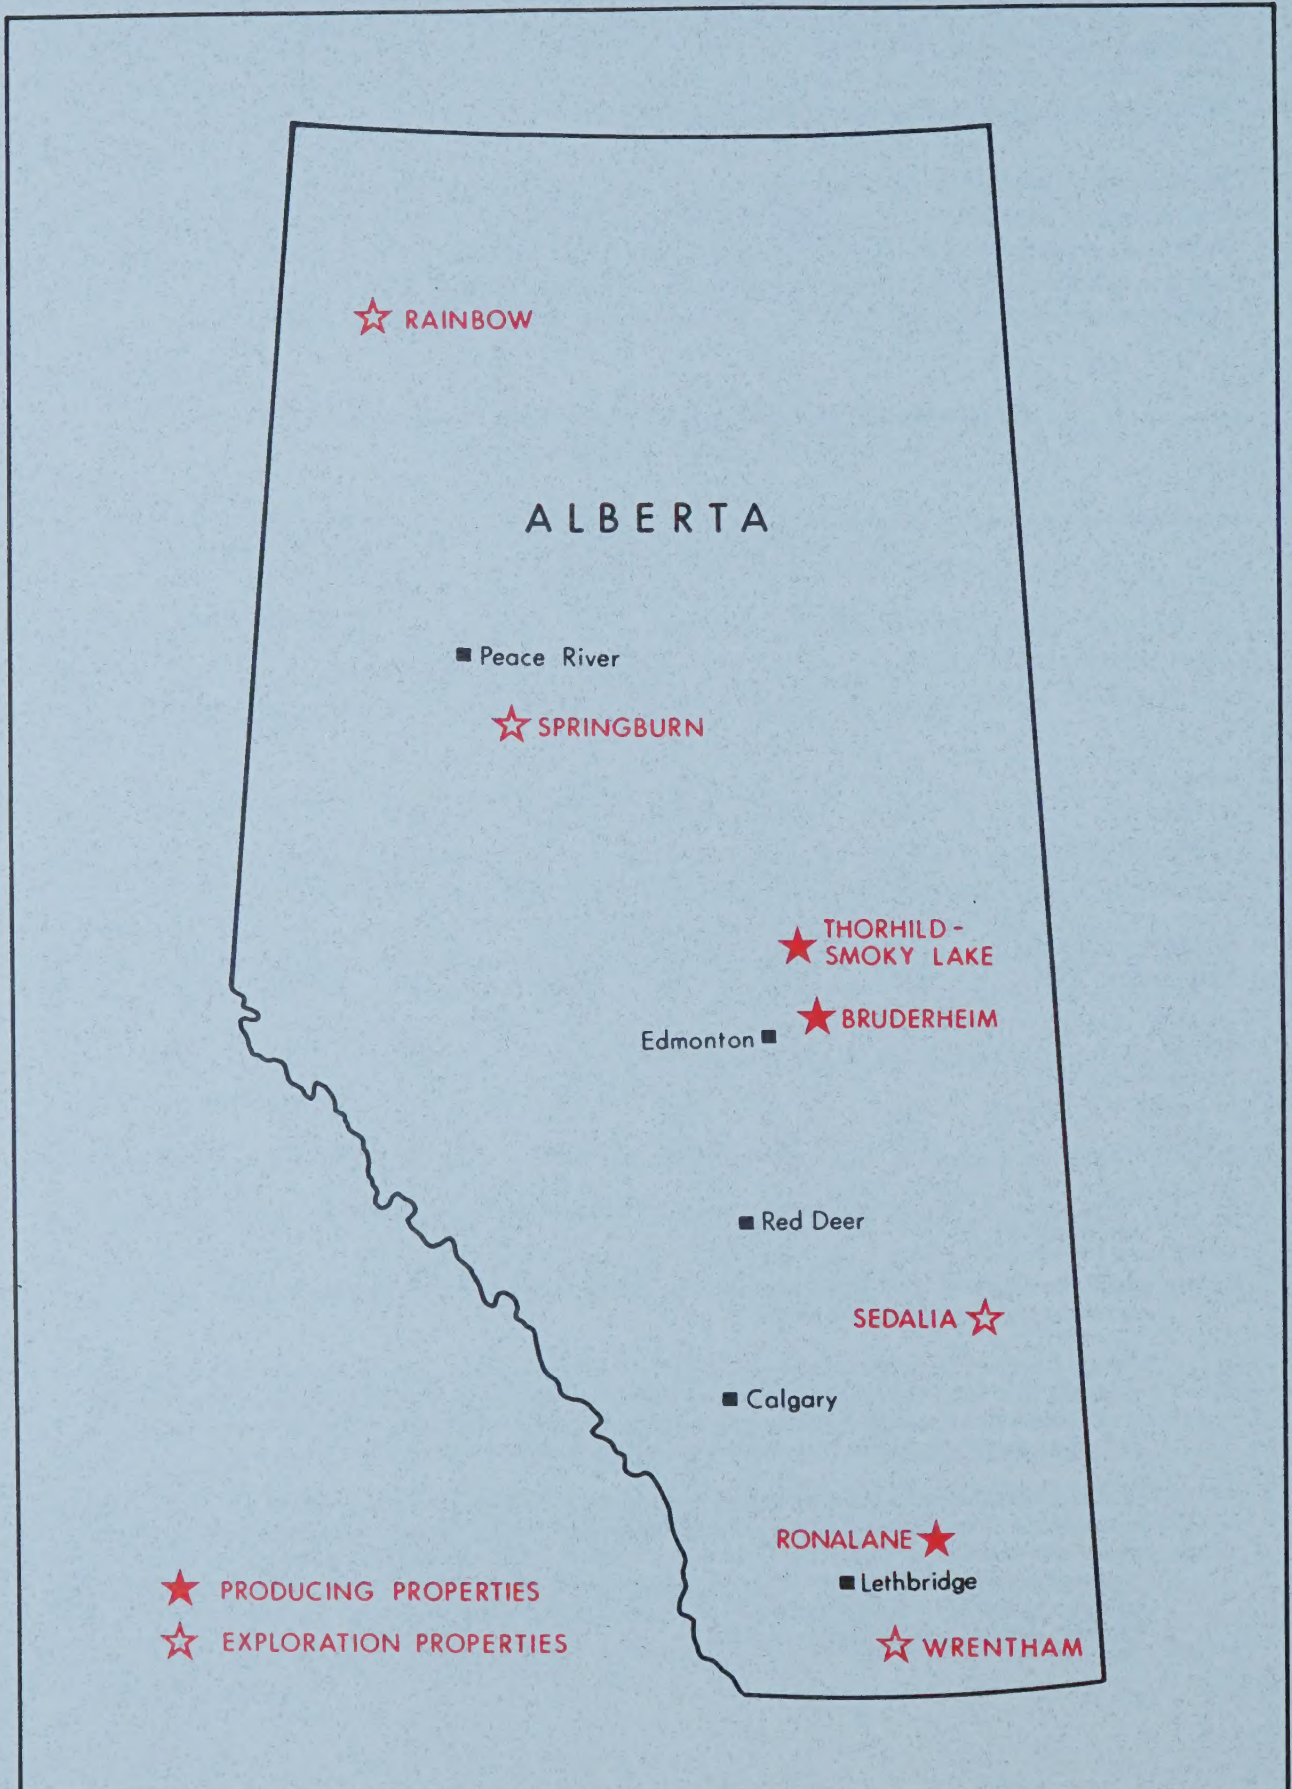 RAINBOW
ALBERTA
Peace River
SPRINGBURN
THORHILD -
SMOKY LAKE
BRUDERHEIM
Edmonton
Red Deer
SEDALIA
Calgary
RONALANE
Lethbridge
PRODUCING PROPERTIES
EXPLORATION PROPERTIES
WRENTHAM